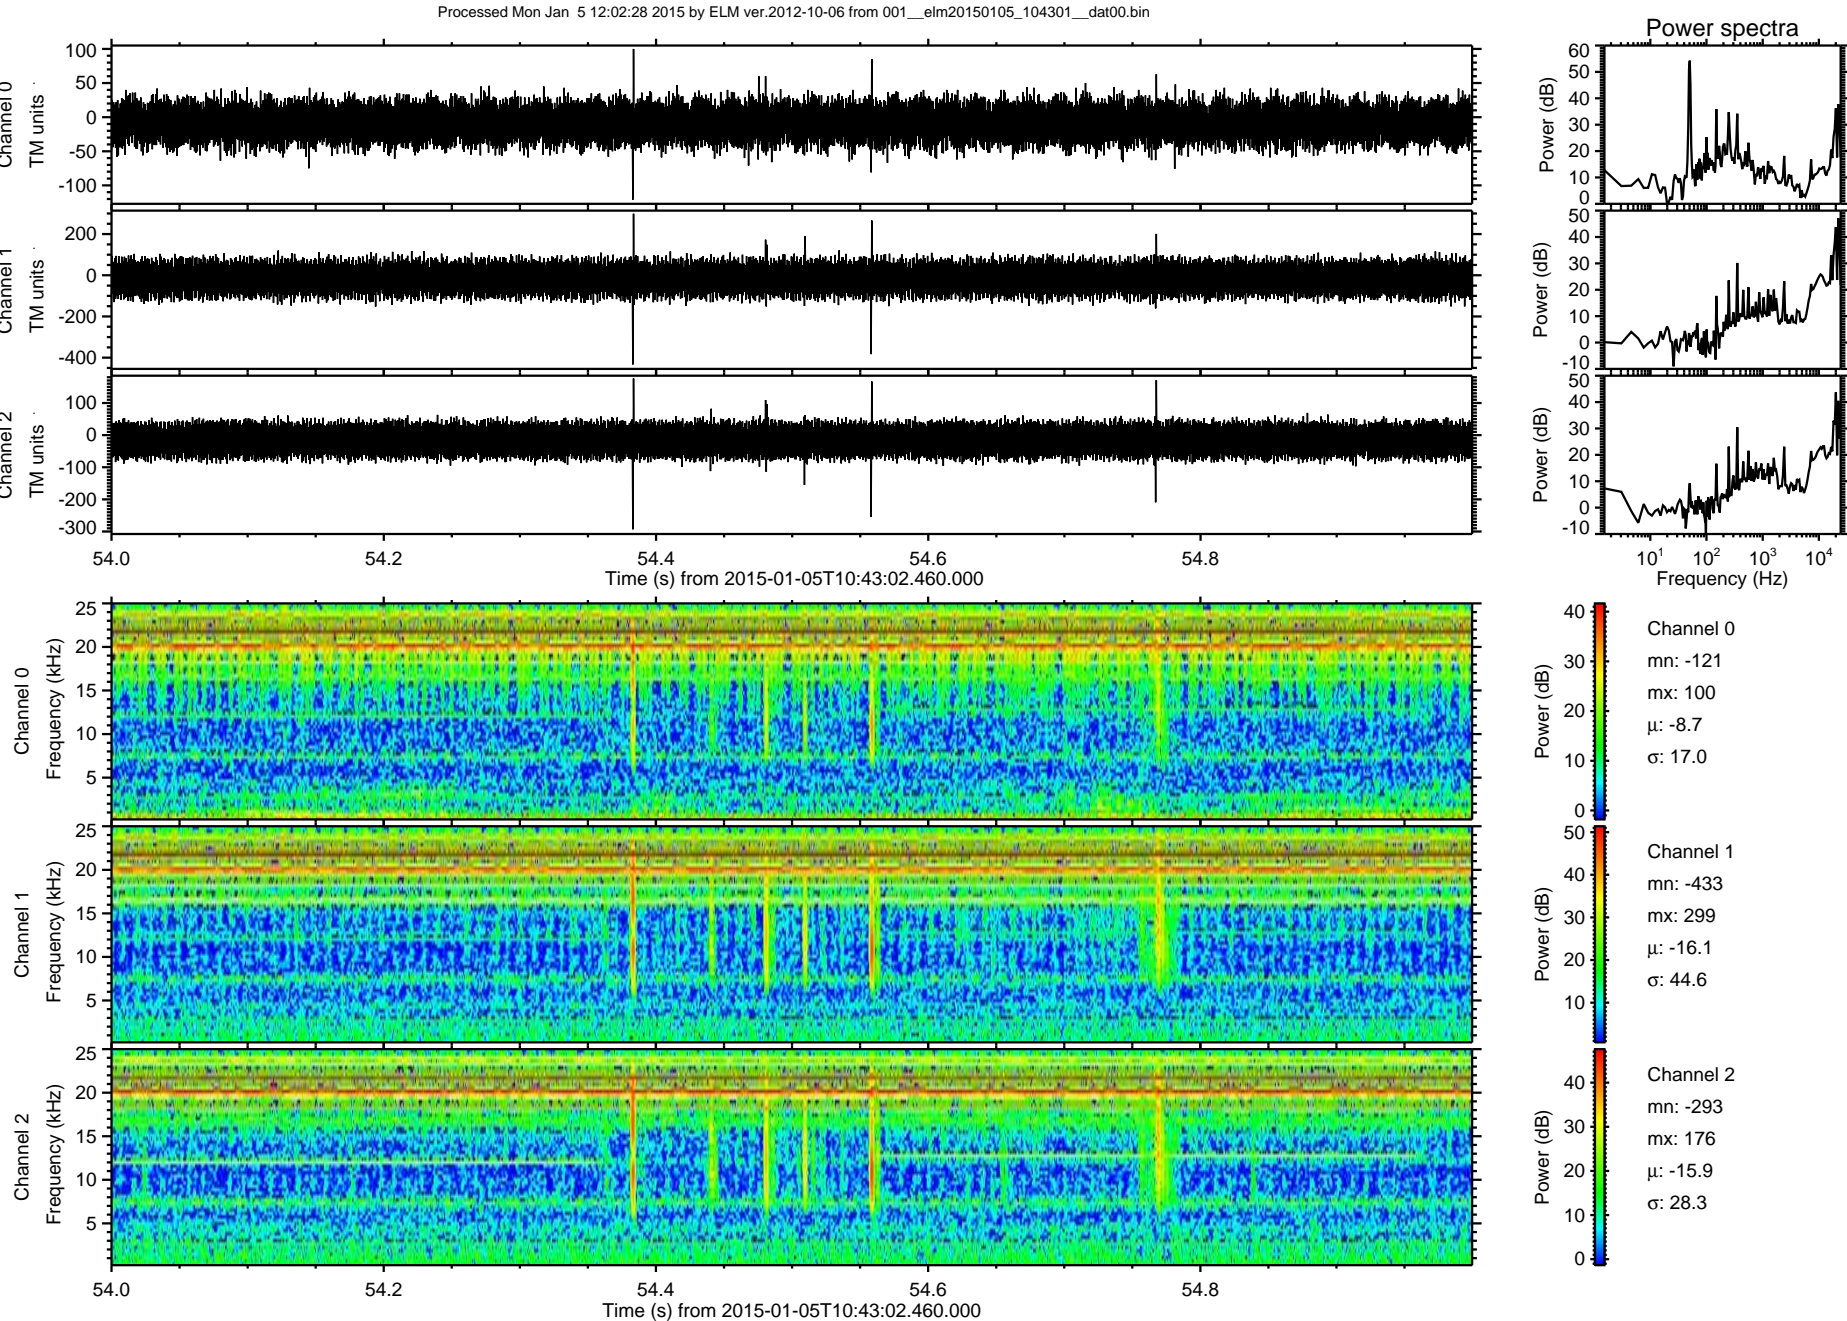 Processed Mon Jan  5 12:02:28 2015 by ELM ver.2012-10-06 from 001__elm20150105_104301__dat00.bin
Power spectra
Channel 0
TM units
100
50
0
-50
-100
Power (dB)
60
50
40
30
20
10
0
Channel 1
TM units
200
0
-200
-400
Power (dB)
50
40
30
20
10
0
-10
Channel 2
TM units
100
0
-100
-200
-300
Power (dB)
50
40
30
20
10
0
-10
54.0 54.2 54.4 54.6 54.8
Time (s) from 2015-01-05T10:43:02.460.000
10¹ 10² 10³ 10⁴
Frequency (Hz)
Channel 0
Frequency (kHz)
25
20
15
10
5
Power (dB)
40
30
20
10
0
Channel 0
mn: -121
mx: 100
μ: -8.7
σ: 17.0
Channel 1
Frequency (kHz)
25
20
15
10
5
Power (dB)
50
40
30
20
10
Channel 1
mn: -433
mx: 299
μ: -16.1
σ: 44.6
Channel 2
Frequency (kHz)
25
20
15
10
5
Power (dB)
40
30
20
10
0
Channel 2
mn: -293
mx: 176
μ: -15.9
σ: 28.3
54.0 54.2 54.4 54.6 54.8
Time (s) from 2015-01-05T10:43:02.460.000